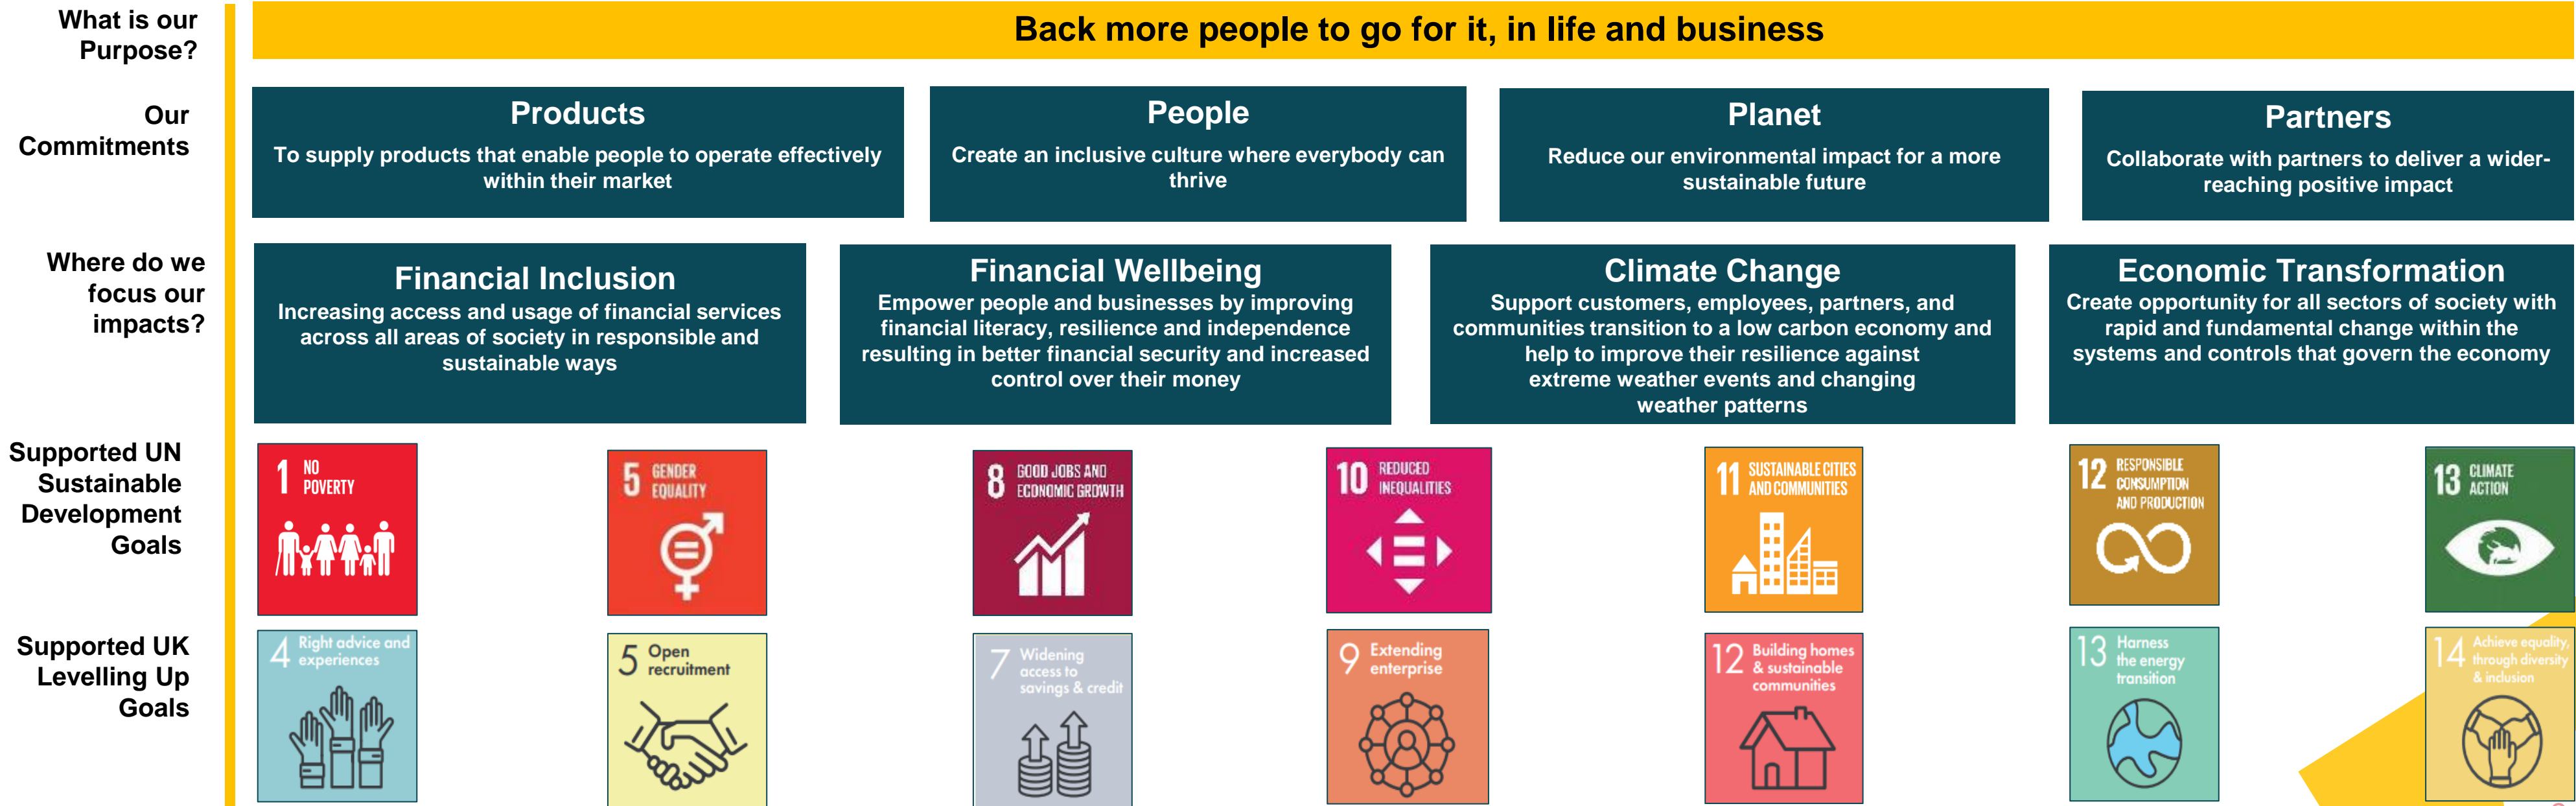 What is our
Purpose?
Back more people to go for it, in life and business
Our
Commitments
Products
To supply products that enable people to operate effectively
within their market
People
Create an inclusive culture where everybody can
thrive
Planet
Reduce our environmental impact for a more
sustainable future
Partners
Collaborate with partners to deliver a wider-
reaching positive impact
Where do we
focus our
impacts?
Financial Inclusion
Increasing access and usage of financial services
across all areas of society in responsible and
sustainable ways
Financial Wellbeing
Empower people and businesses by improving
financial literacy, resilience and independence
resulting in better financial security and increased
control over their money
Climate Change
Support customers, employees, partners, and
communities transition to a low carbon economy and
help to improve their resilience against
extreme weather events and changing
weather patterns
Economic Transformation
Create opportunity for all sectors of society with
rapid and fundamental change within the
systems and controls that govern the economy
Supported UN
Sustainable
Development
Goals
1 NO
POVERTY
5 GENDER
EQUALITY
8 GOOD JOBS AND
ECONOMIC GROWTH
10 REDUCED
INEQUALITIES
11 SUSTAINABLE CITIES
AND COMMUNITIES
12 RESPONSIBLE
CONSUMPTION
AND PRODUCTION
13 CLIMATE
ACTION
Supported UK
Levelling Up
Goals
4 Right advice and
experiences
5 Open
recruitment
7 Widening
access to
savings & credit
9 Extending
enterprise
12 Building homes
& sustainable
communities
13 Harness
the energy
transition
14 Achieve equality,
through diversity
& inclusion